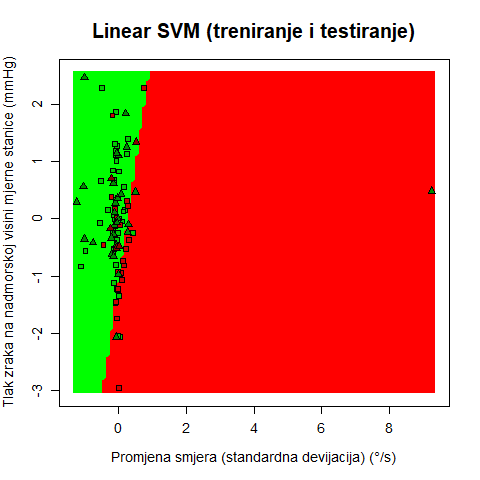 Linear SVM (treniranje i testiranje)
Tlak zraka na nadmorskoj visini mjerne stanice (mmHg)
2
1
0
-1
-2
-3
0 2 4 6 8
Promjena smjera (standardna devijacija) (°/s)